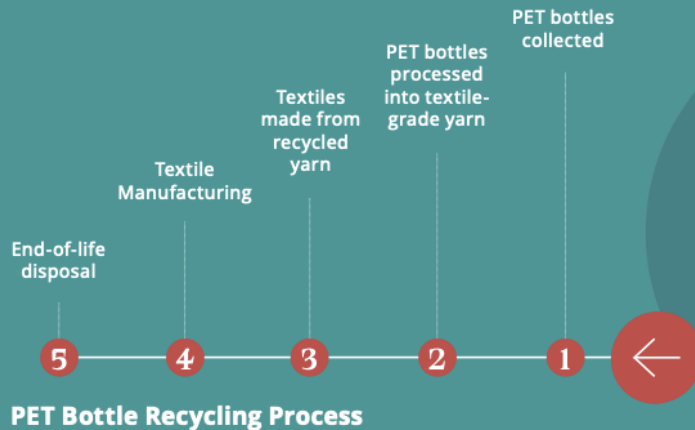 PET bottles
collected
PET bottles
processed
into textile-
grade yarn
Textiles
made from
recycled
yarn
Textile
Manufacturing
End-of-life
disposal
5 4 3 2 1
PET Bottle Recycling Process